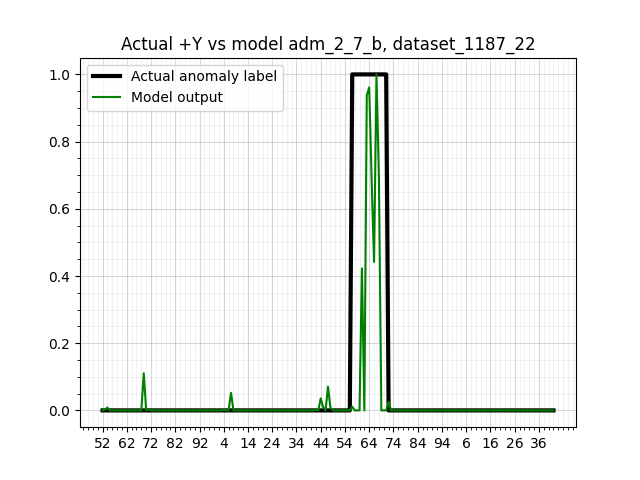 Actual +Y vs model adm_2_7_b, dataset_1187_22
Actual anomaly label
Model output
1.0
0.8
0.6
0.4
0.2
0.0
52 62 72 82 92 4 14 24 34 44 54 64 74 84 94 6 16 26 36